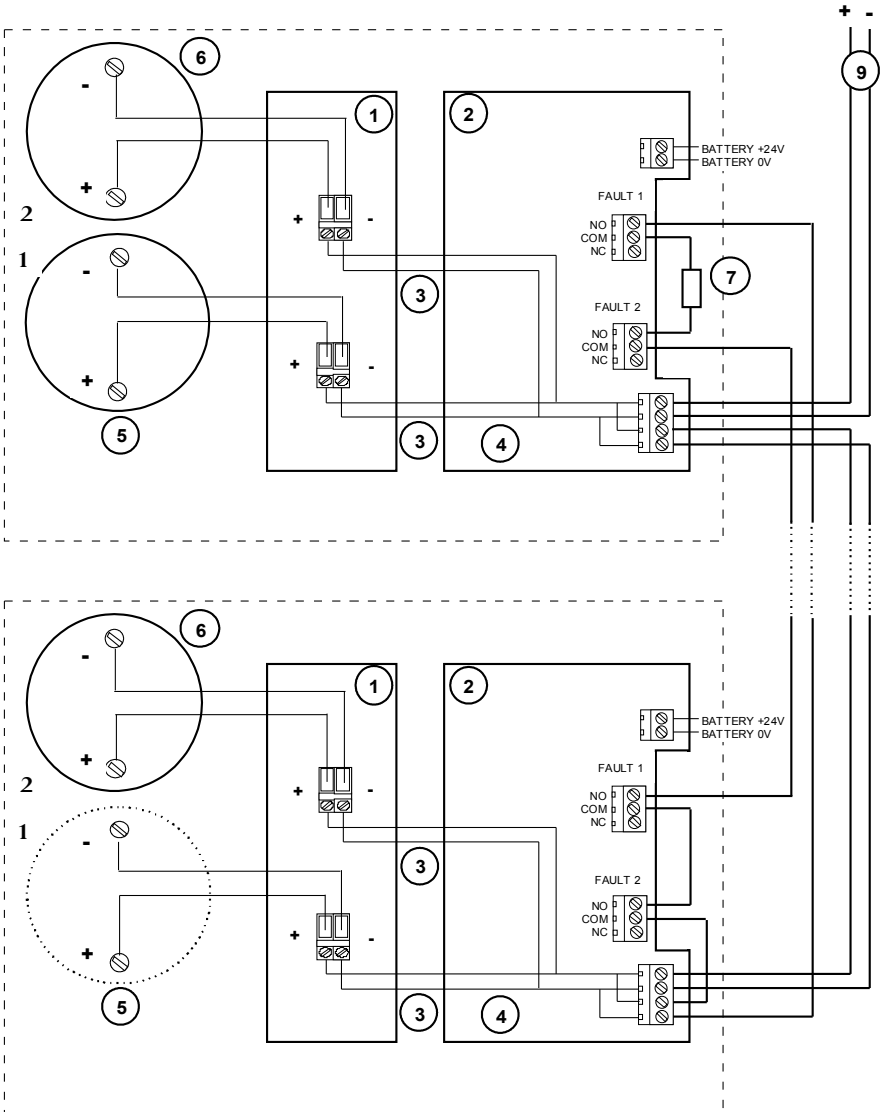 + -
9
6
-
+
2
1
2
BATTERY +24V
BATTERY 0V
FAULT 1
NO
COM
NC
+ -
3
7
1
-
+
5
FAULT 2
NO
COM
NC
+ -
3
4
6
-
+
2
1
2
BATTERY +24V
BATTERY 0V
FAULT 1
NO
COM
NC
+ -
3
1
-
+
5
FAULT 2
NO
COM
NC
+ -
3
4